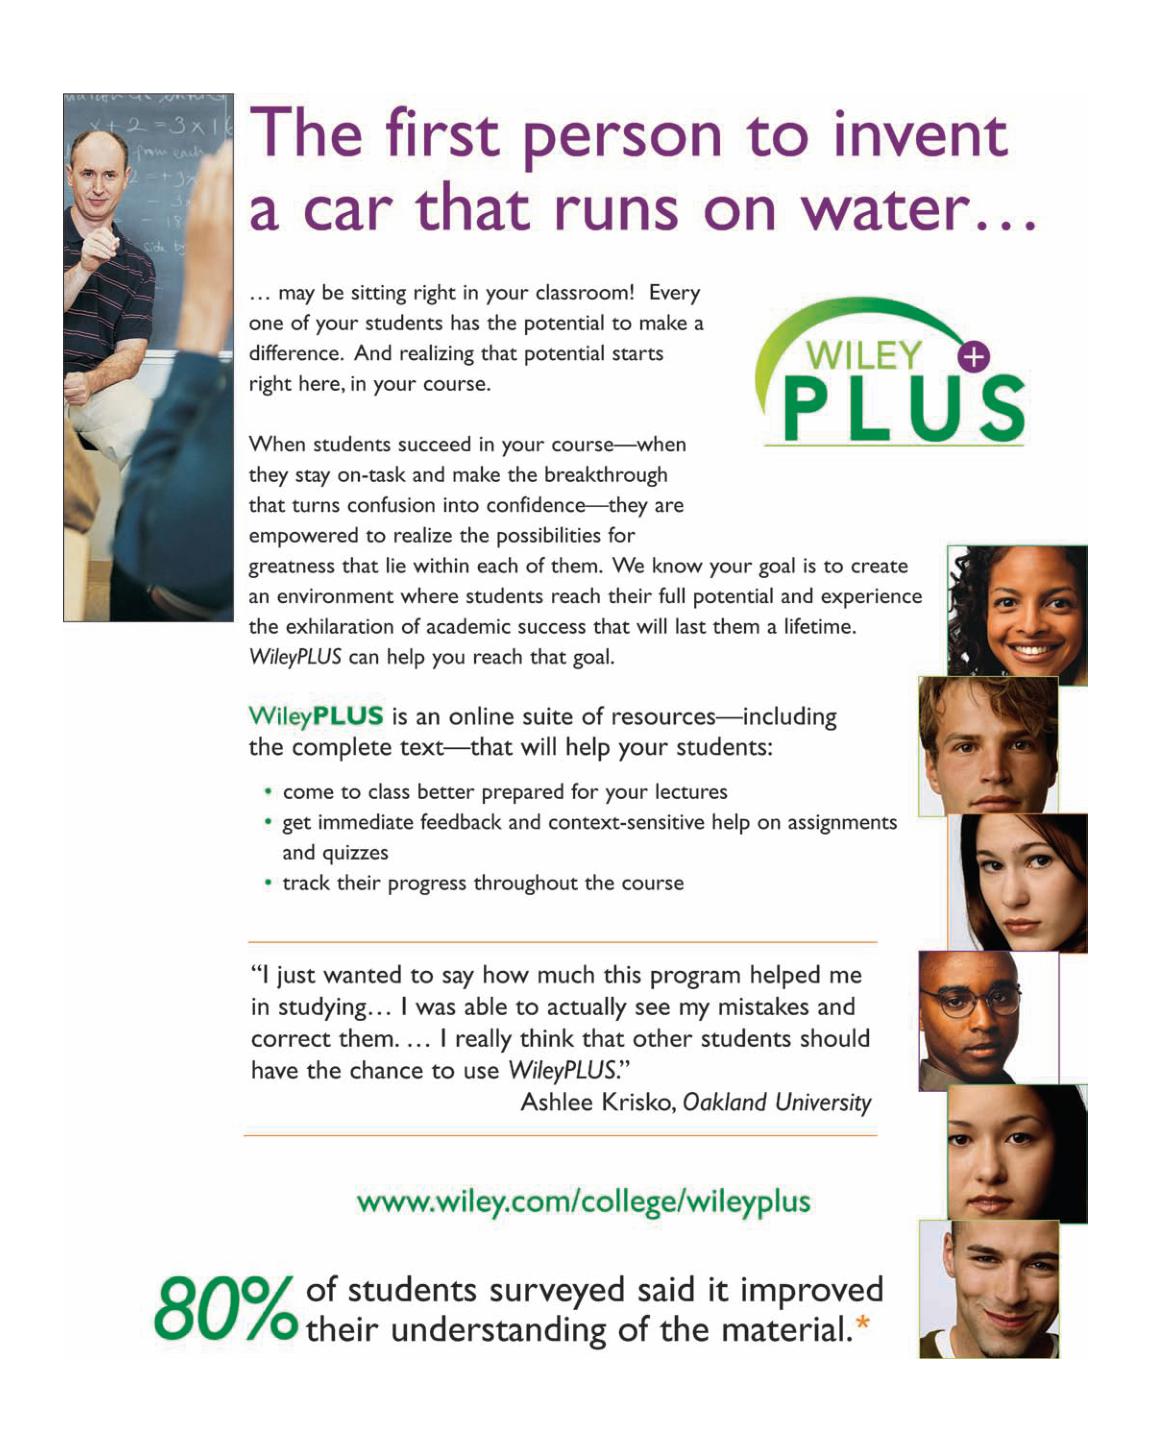 The first person to invent
a car that runs on water…
… may be sitting right in your classroom! Every
one of your students has the potential to make a
difference. And realizing that potential starts
right here, in your course.
WILEY
PLUS
When students succeed in your course—when
they stay on-task and make the breakthrough
that turns confusion into confidence—they are
empowered to realize the possibilities for
greatness that lie within each of them. We know your goal is to create
an environment where students reach their full potential and experience
the exhilaration of academic success that will last them a lifetime.
WileyPLUS can help you reach that goal.
WileyPLUS is an online suite of resources—including
the complete text—that will help your students:
• come to class better prepared for your lectures
• get immediate feedback and context-sensitive help on assignments
and quizzes
• track their progress throughout the course
“I just wanted to say how much this program helped me
in studying… I was able to actually see my mistakes and
correct them. … I really think that other students should
have the chance to use WileyPLUS.”
Ashlee Krisko, Oakland University
www.wiley.com/college/wileyplus
80% of students surveyed said it improved
their understanding of the material.*